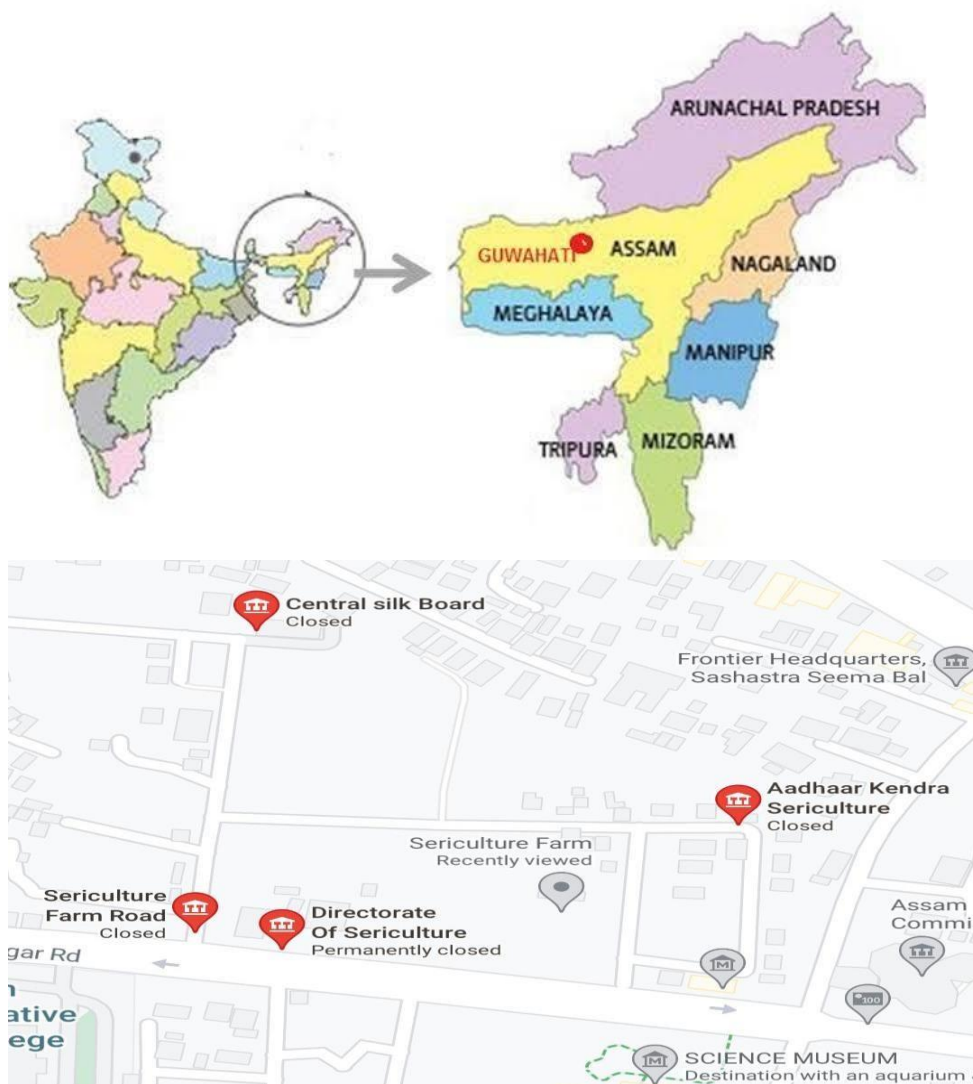 ARUNACHAL PRADESH
GUWAHATI
ASSAM
NAGALAND
MEGHALAYA
MANIPUR
TRIPURA
MIZORAM
Central silk Board
Closed
Frontier Headquarters,
Sashastra Seema Bal
Aadhaar Kendra
Sericulture
Closed
Sericulture Farm
Recently viewed
Sericulture
Farm Road
Closed
Directorate
Of Sericulture
Permanently closed
Assam
Commi
gar Rd
n
ative
ege
M
100
M
SCIENCE MUSEUM
Destination with an aquarium